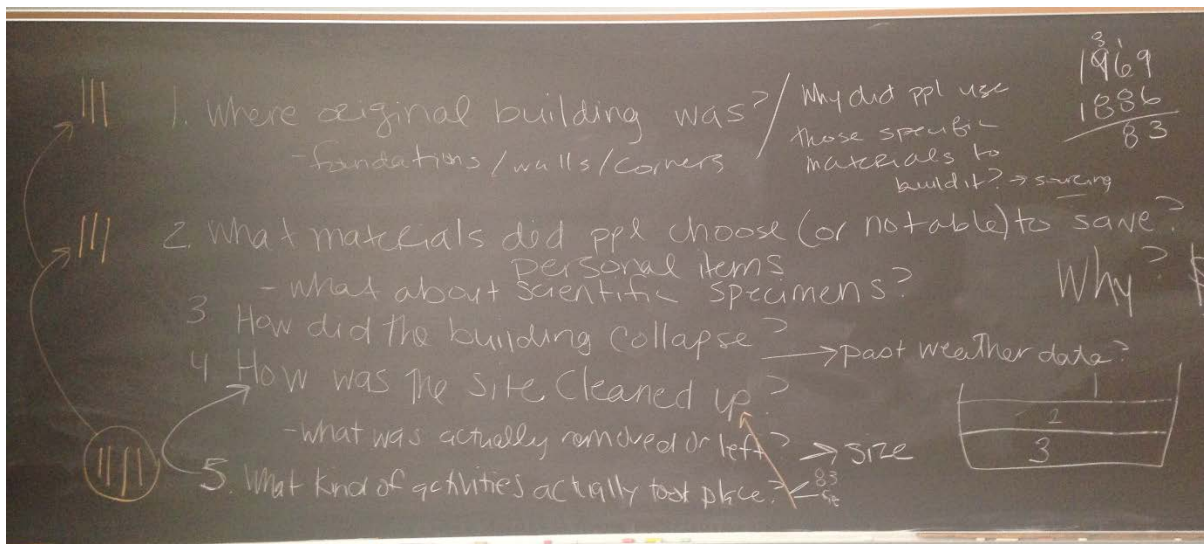 1. Where original building was?
-foundations/walls/corners
/ Why did ppl use
those specific
materials to
build it? → sourcing
1969
1886
83
2. What materials did ppl choose (or not able) to save?
personal items
-what about scientific specimens?
Why?
3 How did the building collapse?
→ past weather data?
4 How was the site cleaned up?
-what was actually removed or left? → size
5. What kind of activities actually took place?
83
1
2
3